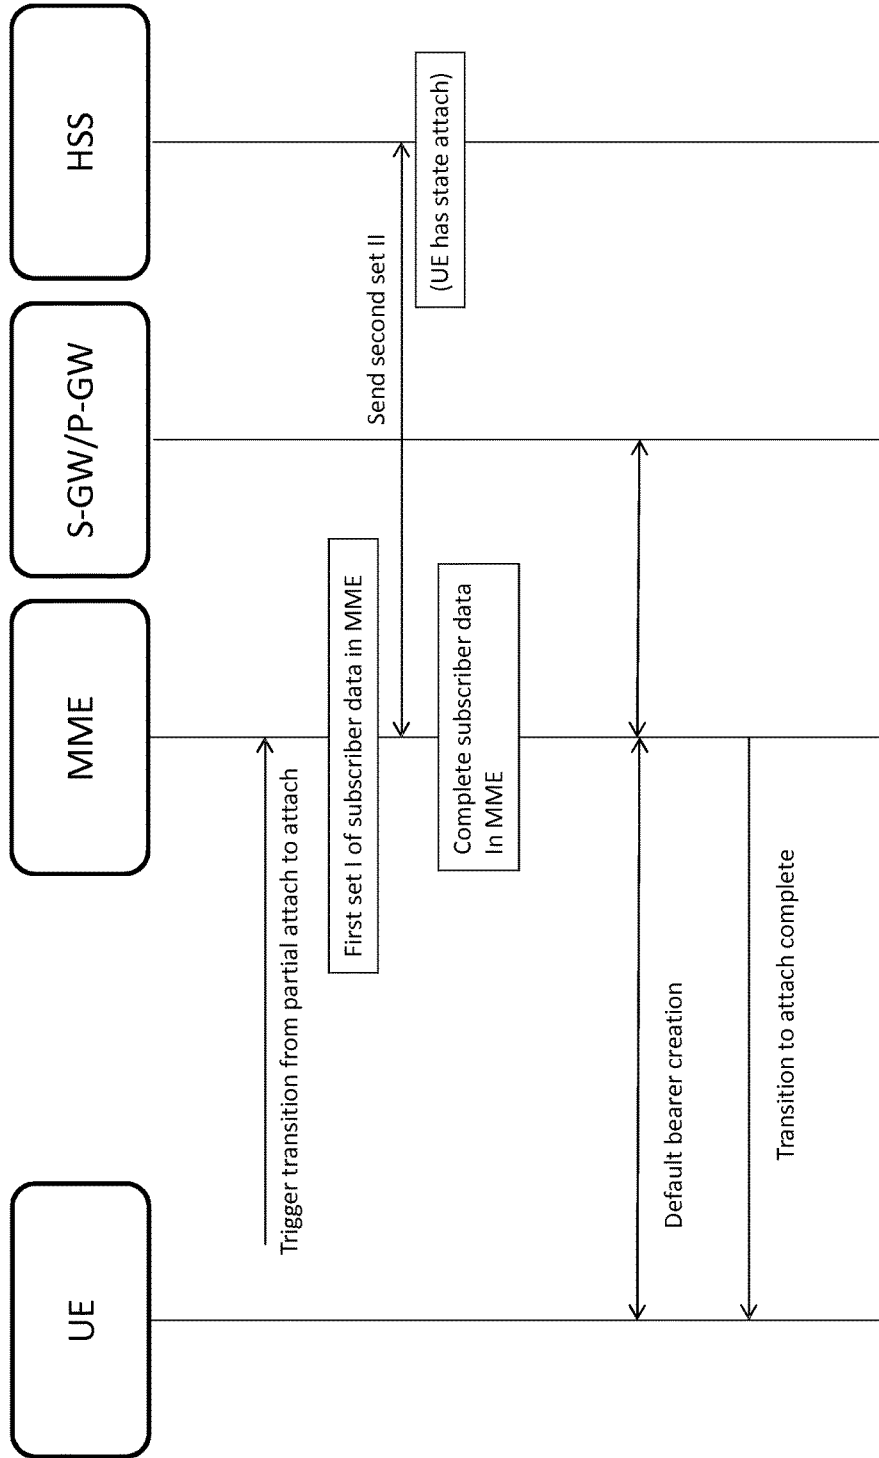 UE
MME
S-GW/P-GW
HSS
Trigger transition from partial attach to attach
First set I of subscriber data in MME
Send second set II
(UE has state attach)
Complete subscriber data
In MME
Default bearer creation
Transition to attach complete